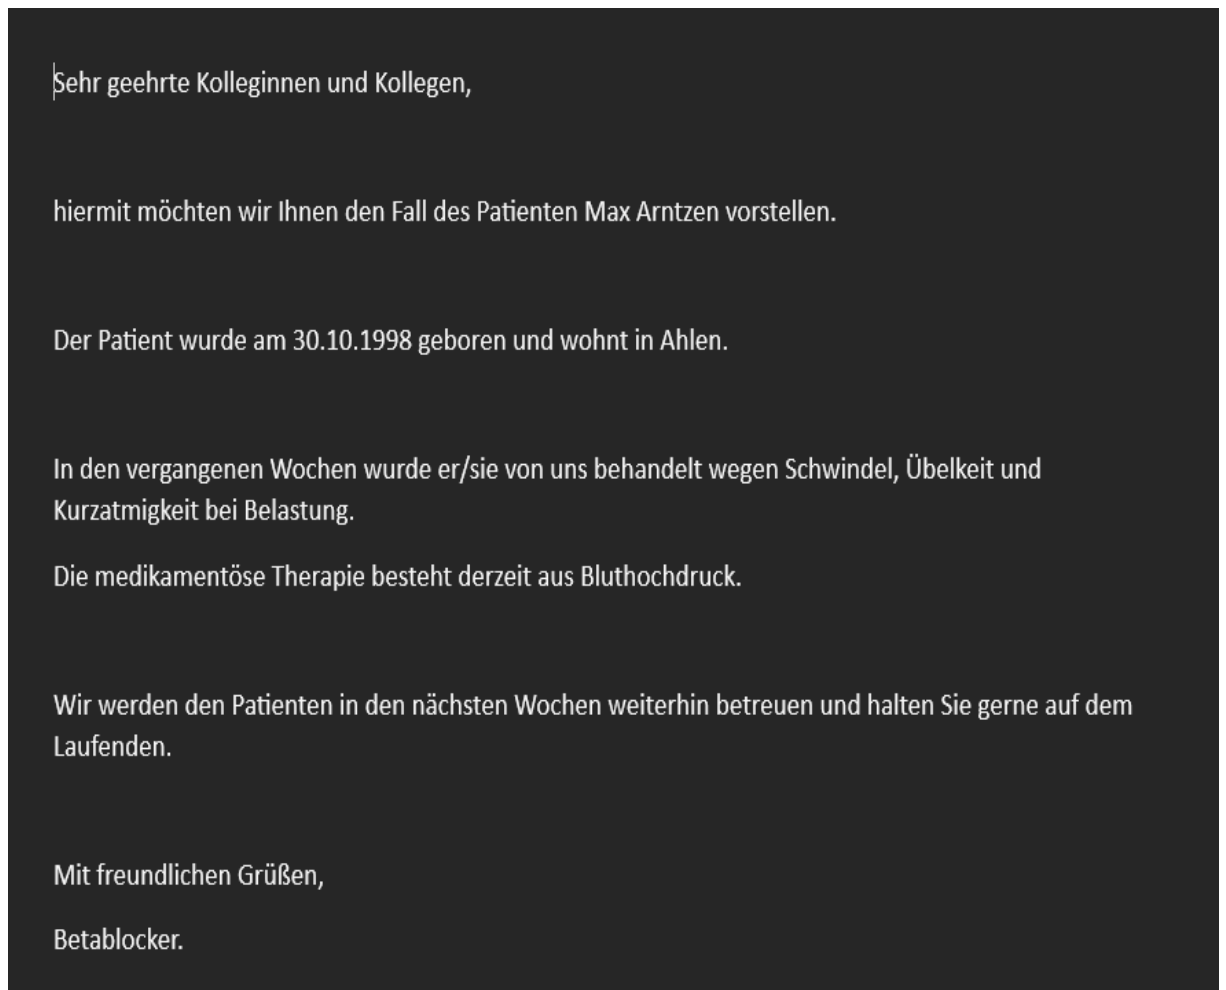 Sehr geehrte Kolleginnen und Kollegen,
hiermit möchten wir Ihnen den Fall des Patienten Max Arntzen vorstellen.
Der Patient wurde am 30.10.1998 geboren und wohnt in Ahlen.
In den vergangenen Wochen wurde er/sie von uns behandelt wegen Schwindel, Übelkeit und
Kurzatmigkeit bei Belastung.
Die medikamentöse Therapie besteht derzeit aus Bluthochdruck.
Wir werden den Patienten in den nächsten Wochen weiterhin betreuen und halten Sie gerne auf dem
Laufenden.
Mit freundlichen Grüßen,
Betablocker.